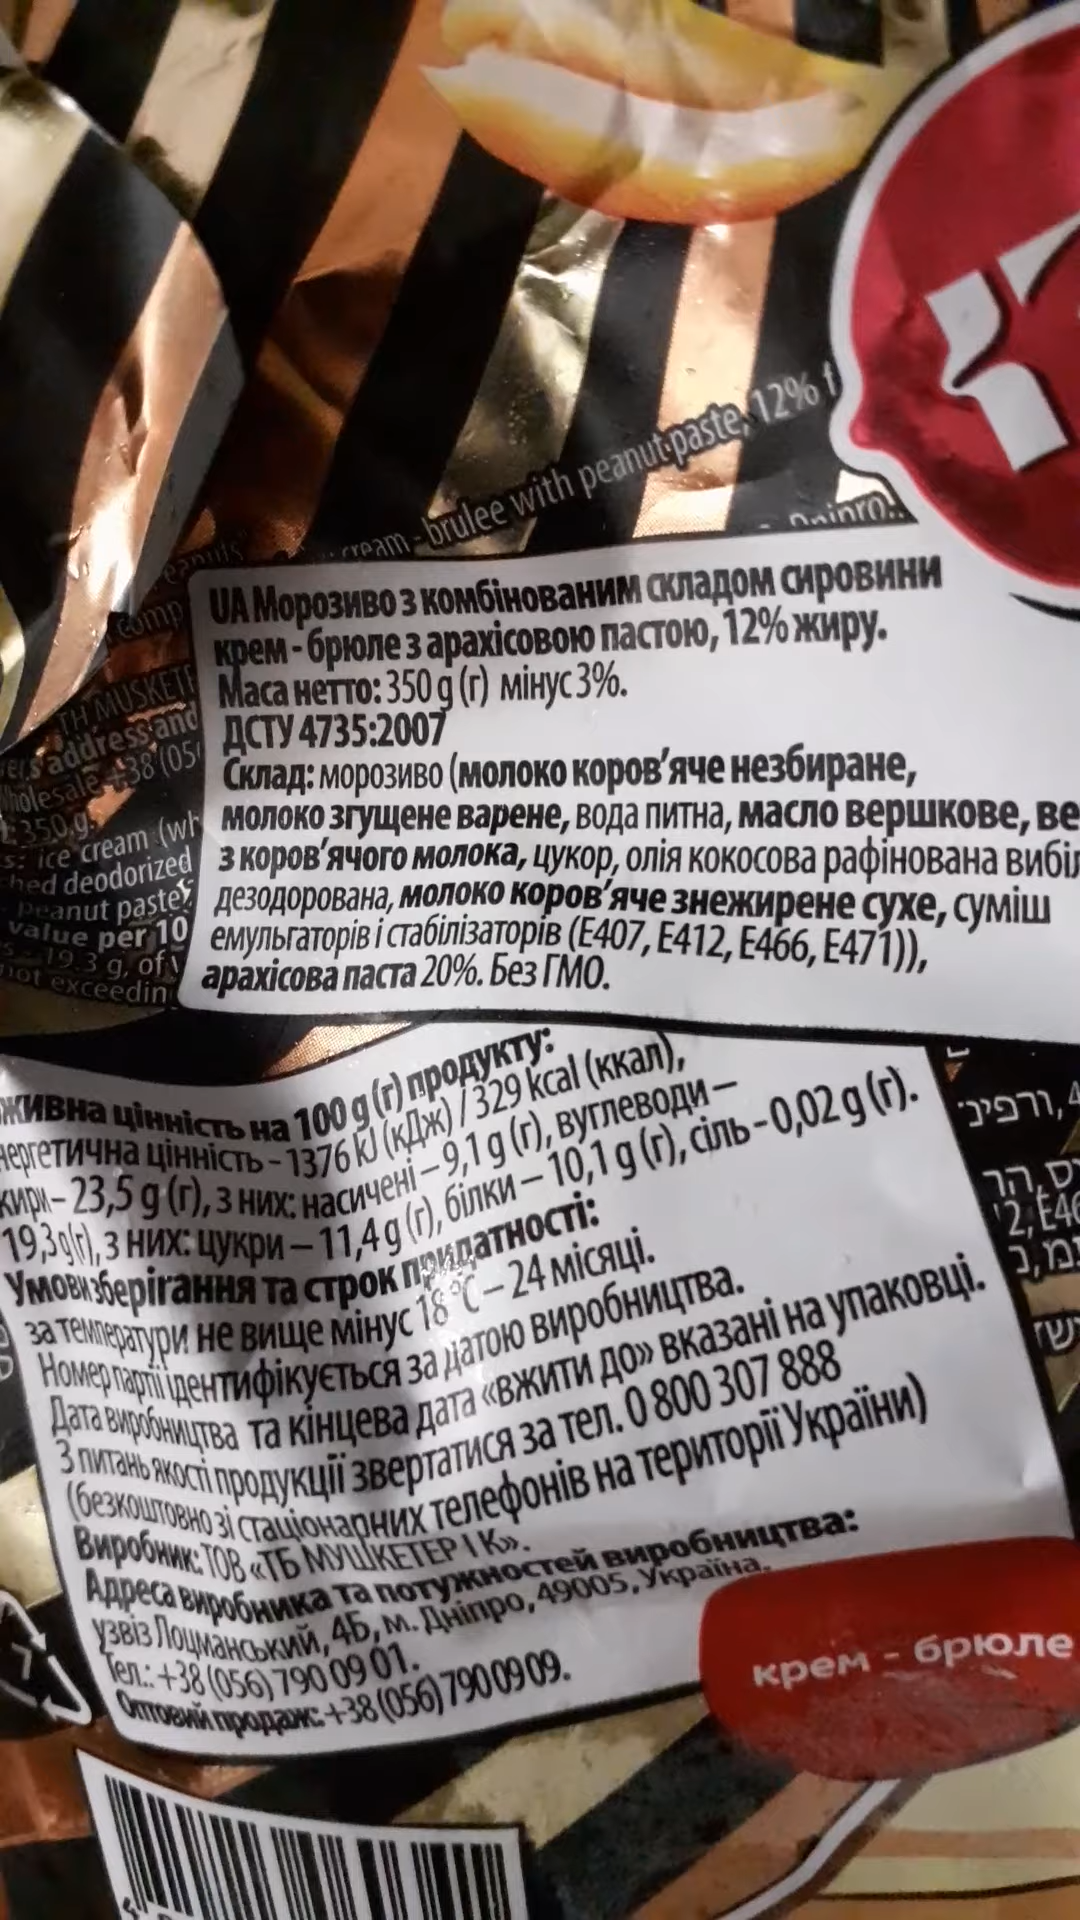 cream - brulee with peanut paste, 12% f
Dnipro.
comp
TH MUSKETE
address and
holesale +38 (05
350 g.
ice cream (wh
hed deodorized
peanut paste
value per 10
19.3 g, of
not exceedin
UA Морозиво з комбінованим складом сировини
крем - брюле з арахісовою пастою, 12% жиру.
Маса нетто: 350 g (г) мінус 3%.
ДСТУ 4735:2007
Склад: морозиво (молоко коров’яче незбиране,
молоко згущене варене, вода питна, масло вершкове, ве
з коров’ячого молока, цукор, олія кокосова рафінована вибіл
дезодорована, молоко коров’яче знежирене сухе, суміш
емульгаторів і стабілізаторів (Е407, Е412, Е466, Е471)),
арахісова паста 20%. Без ГМО.
живна цінність на 100 g (г) продукту:
нергетична цінність – 1376 kJ (кДж) / 329 kcal (ккал),
жири – 23,5 g (г), з них: насичені – 9,1 g (г), вуглеводи –
19,3 g (г), з них: цукри – 11,4 g (г), білки – 10,1 g (г), сіль - 0,02 g (г).
Умови зберігання та строк придатності:
за температури не вище мінус 18 °С – 24 місяці.
Номер партії ідентифікується за датою виробництва.
Дата виробництва та кінцева дата «вжити до» вказані на упаковці.
З питань якості продукції звертатися за тел. 0 800 307 888
(безкоштовно зі стаціонарних телефонів на території України)
Виробник: ТОВ «ТБ МУШКЕТЕР І К».
Адреса виробника та потужностей виробництва:
узвіз Лоцманський, 4Б, м. Дніпро, 49005, Україна.
Тел.: +38 (056) 790 09 01.
Оптовий продаж: +38 (056) 790 09 09.
крем - брюле
7